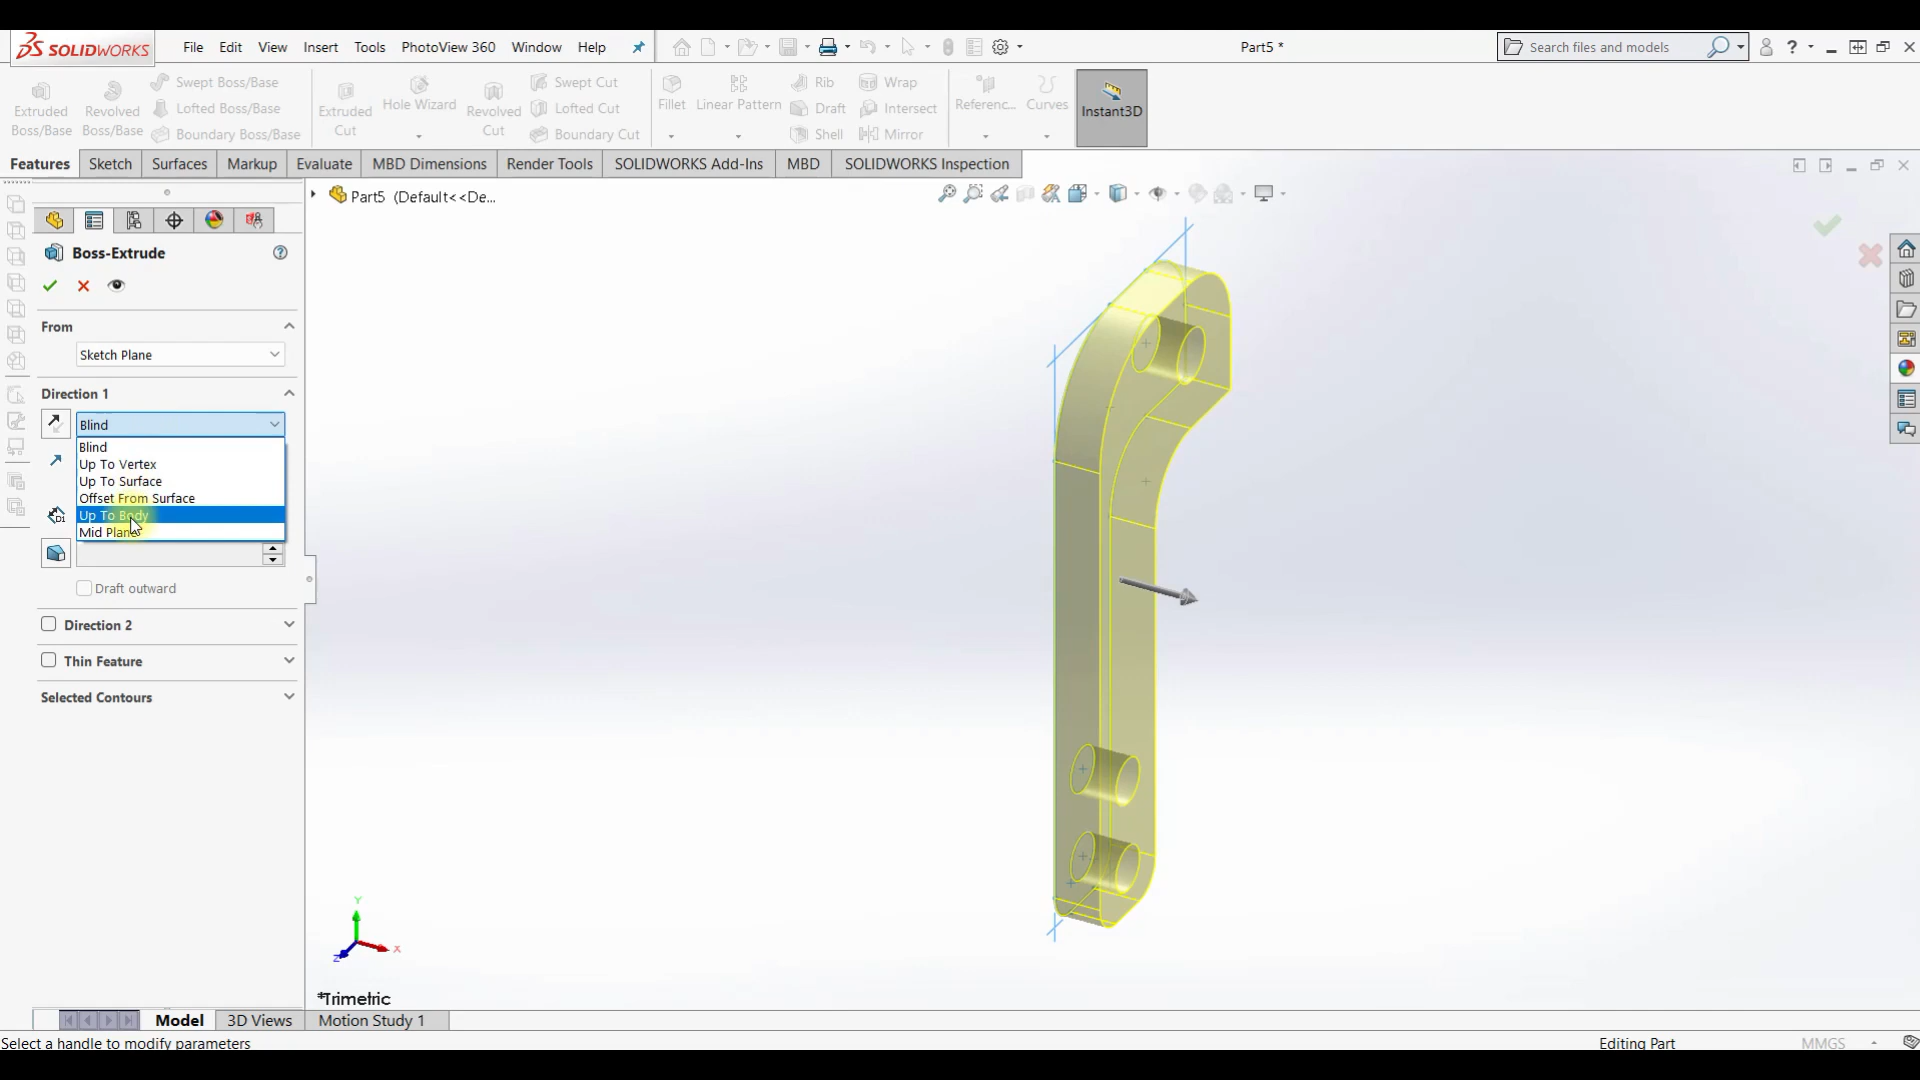 SOLIDWORKS File Edit View Insert Tools PhotoView 360 Window Help Part5 * Search files and models ?
Extruded Boss/Base
Revolved Boss/Base
Swept Boss/Base
Lofted Boss/Base
Boundary Boss/Base
Extruded Cut
Hole Wizard
Revolved Cut
Swept Cut
Lofted Cut
Boundary Cut
Fillet
Linear Pattern
Rib
Draft
Shell
Wrap
Intersect
Mirror
Referenc...
Curves
Instant3D
Features Sketch Surfaces Markup Evaluate MBD Dimensions Render Tools SOLIDWORKS Add-Ins MBD SOLIDWORKS Inspection
Part5 (Default<<De...
Boss-Extrude
From
Sketch Plane
Direction 1
Blind
Blind
Up To Vertex
Up To Surface
Offset From Surface
Up To Body
Mid Plane
D1
Draft outward
Direction 2
Thin Feature
Selected Contours
Y
X
Z
*Trimetric
Model 3D Views Motion Study 1
Select a handle to modify parameters Editing Part MMGS